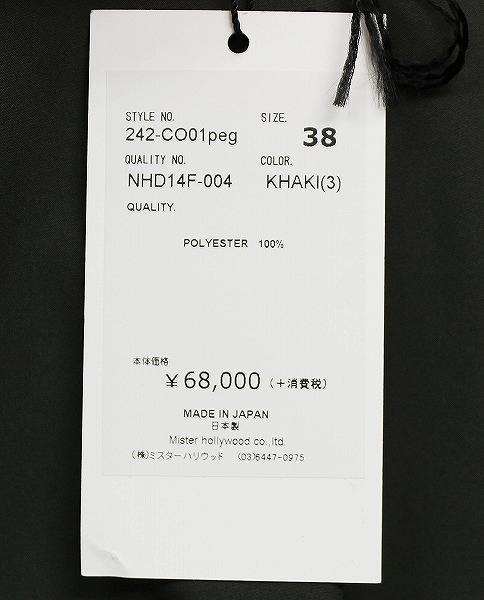 STYLE NO. SIZE.
242-CO01peg 38
QUALITY NO. COLOR.
NHD14F-004 KHAKI(3)
QUALITY.
POLYESTER 100%
本体価格
¥68,000 (+消費税)
MADE IN JAPAN
日本製
Mister hollywood co.,ltd.
(株)ミスターハリウッド (03)6447-0975